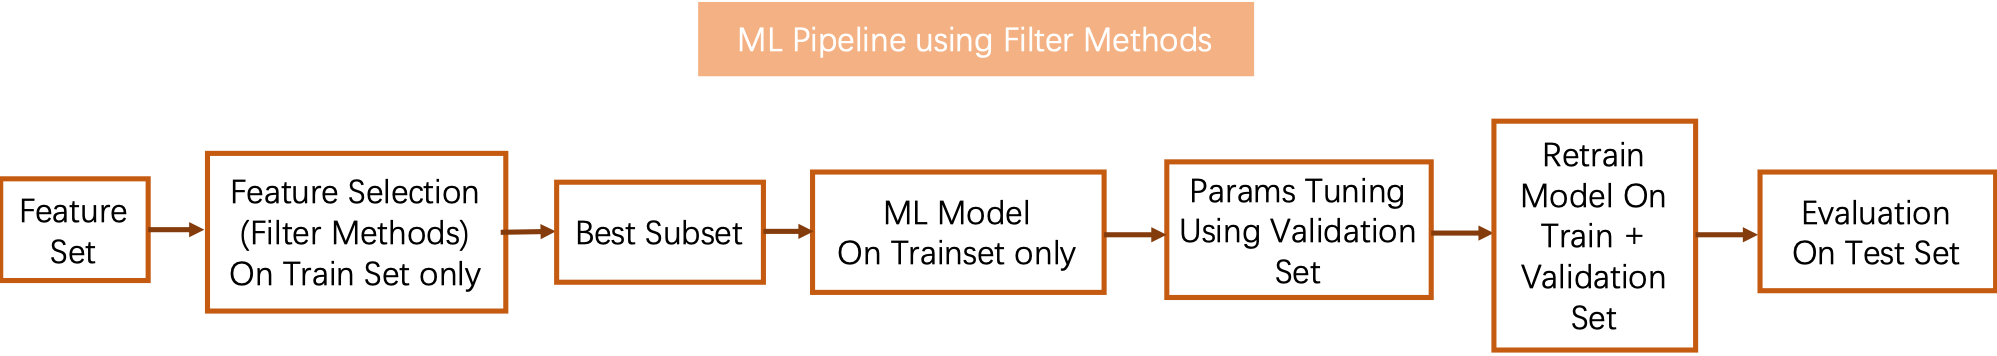 ML Pipeline using Filter Methods
Feature
Set
Feature Selection
(Filter Methods)
On Train Set only
Best Subset
ML Model
On Trainset only
Params Tuning
Using Validation
Set
Retrain
Model On
Train +
Validation
Set
Evaluation
On Test Set